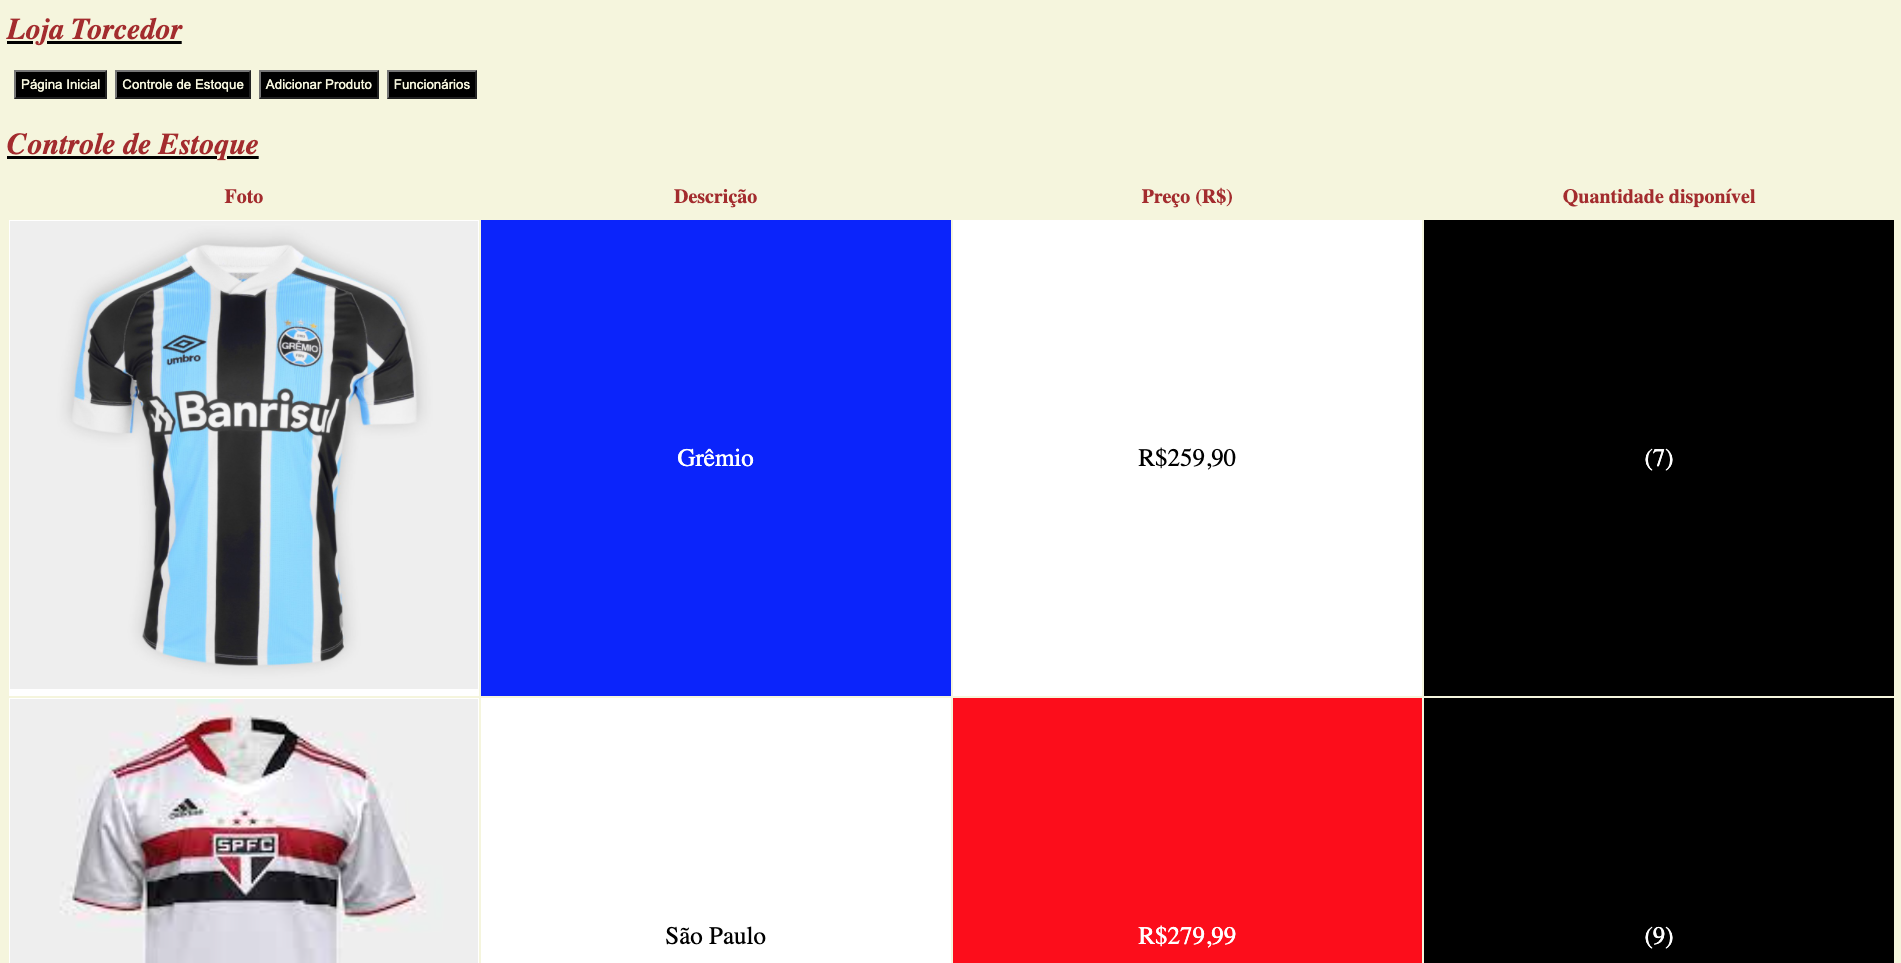 Loja Torcedor
Página Inicial Controle de Estoque Adicionar Produto Funcionários
Controle de Estoque
Foto Descrição Preço (R$) Quantidade disponível
umbro
GRÊMIO
Banrisul
Grêmio R$259,90 (7)
adidas
SPFC
São Paulo R$279,99 (9)